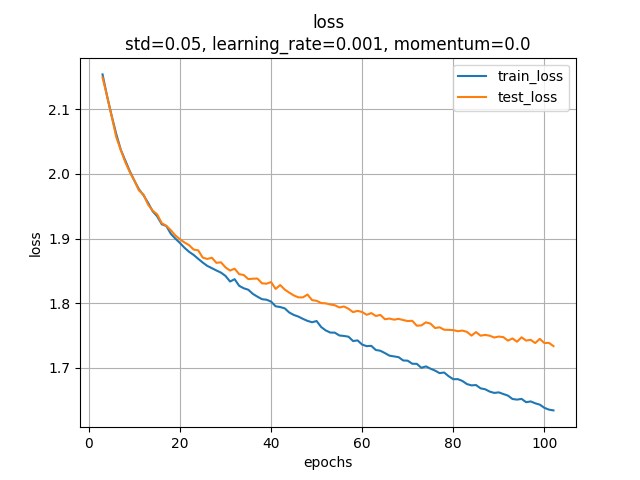 loss
std=0.05, learning_rate=0.001, momentum=0.0
train_loss
test_loss
2.1
2.0
1.9
1.8
1.7
loss
0
20
40
60
80
100
epochs